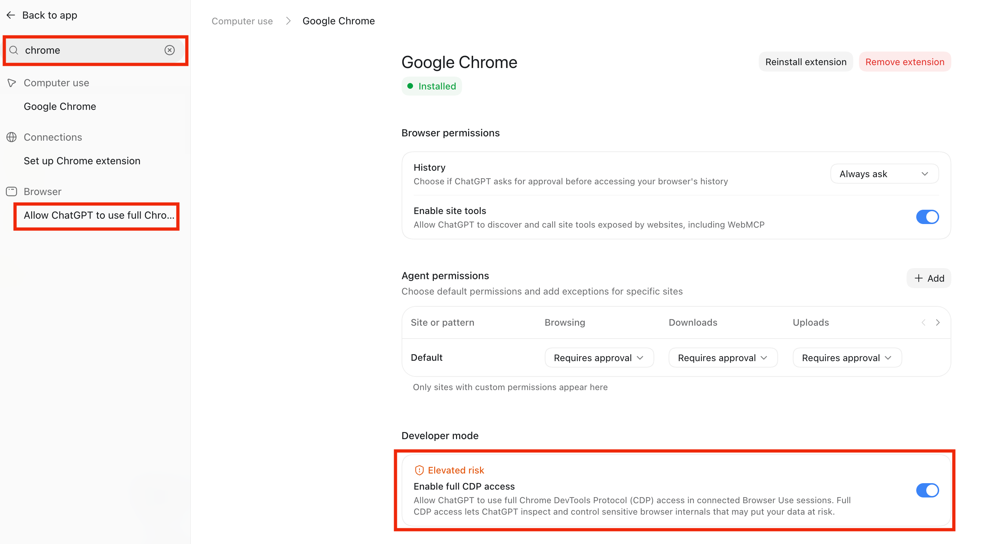 Back to app
chrome
Computer use
Google Chrome
Connections
Set up Chrome extension
Browser
Allow ChatGPT to use full Chro...
Computer use > Google Chrome
Google Chrome
Reinstall extension
Remove extension
Installed
Browser permissions
History
Choose if ChatGPT asks for approval before accessing your browser's history
Always ask
Enable site tools
Allow ChatGPT to discover and call site tools exposed by websites, including WebMCP
Agent permissions
Choose default permissions and add exceptions for specific sites
+ Add
Site or pattern Browsing Downloads Uploads
Default Requires approval Requires approval Requires approval
Only sites with custom permissions appear here
Developer mode
Elevated risk
Enable full CDP access
Allow ChatGPT to use full Chrome DevTools Protocol (CDP) access in connected Browser Use sessions. Full
CDP access lets ChatGPT inspect and control sensitive browser internals that may put your data at risk.